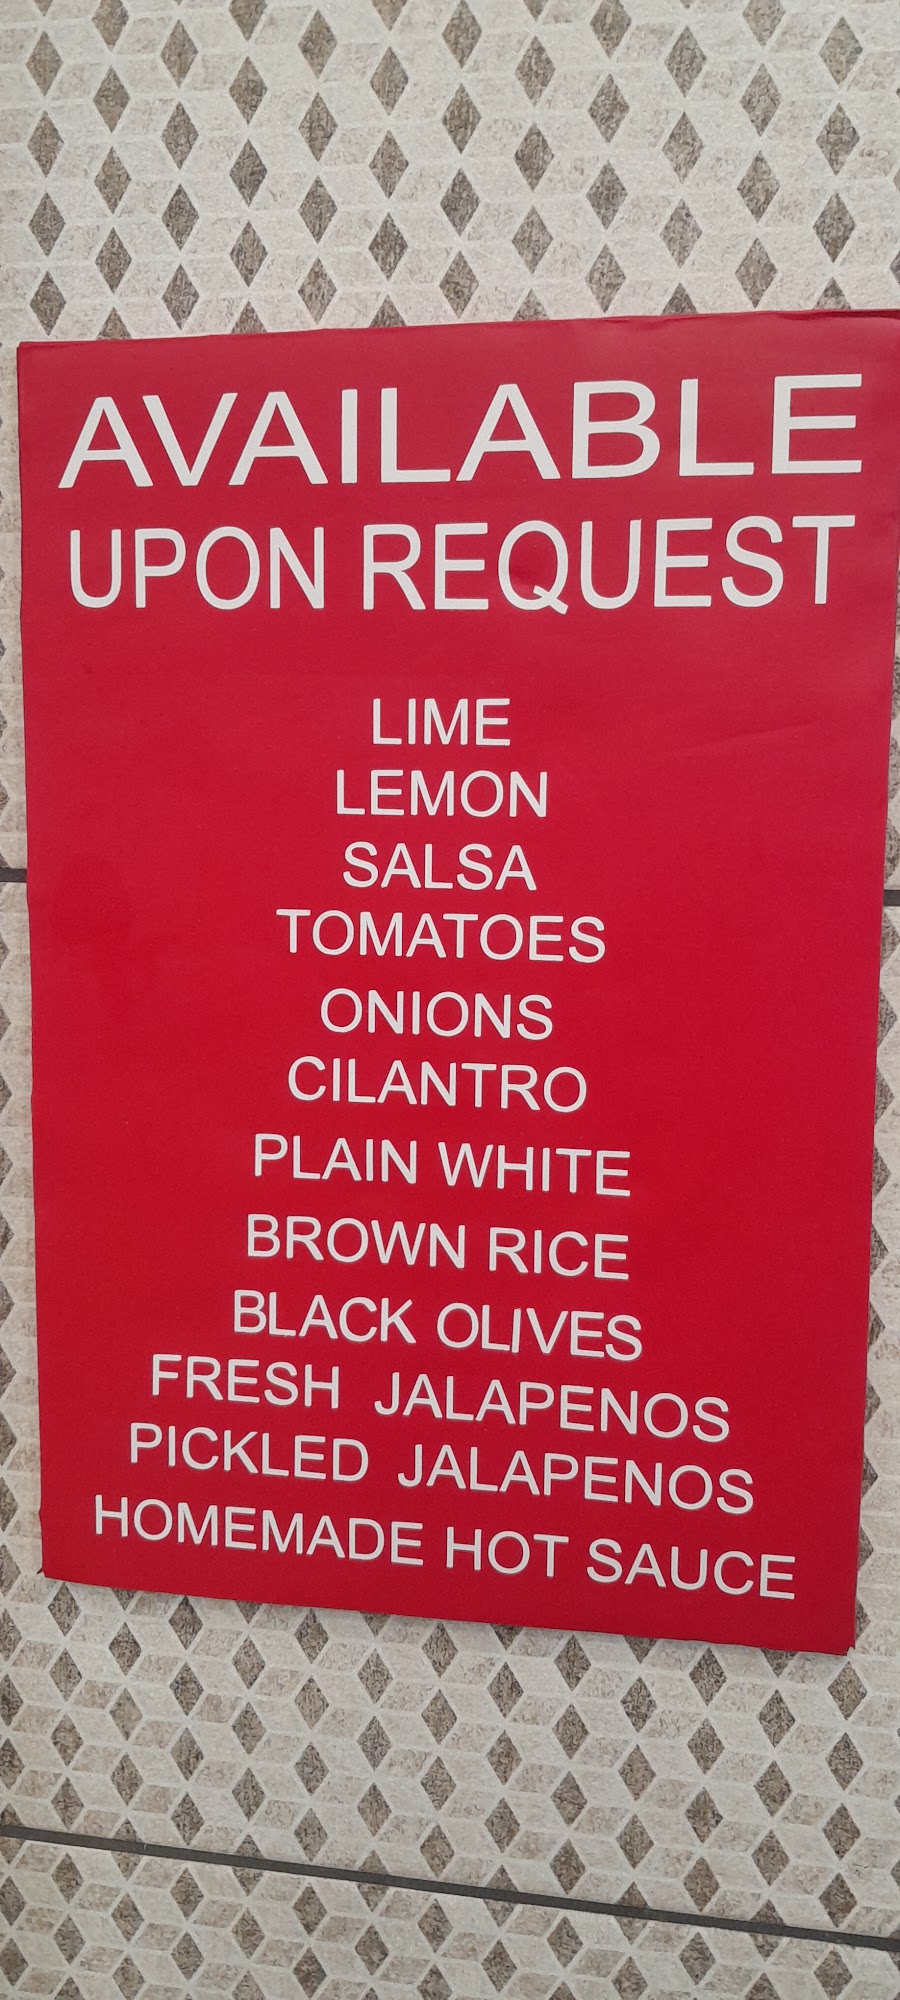 AVAILABLE
UPON REQUEST
LIME
LEMON
SALSA
TOMATOES
ONIONS
CILANTRO
PLAIN WHITE
BROWN RICE
BLACK OLIVES
FRESH JALAPENOS
PICKLED JALAPENOS
HOMEMADE HOT SAUCE